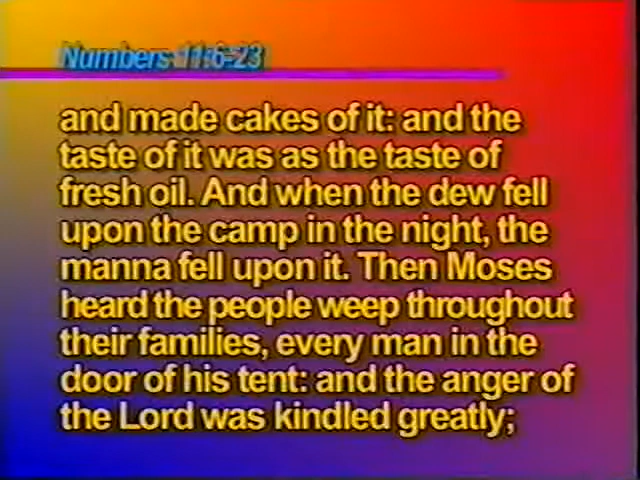 Numbers 11:6-23
and made cakes of it: and the
taste of it was as the taste of
fresh oil. And when the dew fell
upon the camp in the night, the
manna fell upon it. Then Moses
heard the people weep throughout
their families, every man in the
door of his tent: and the anger of
the Lord was kindled greatly;